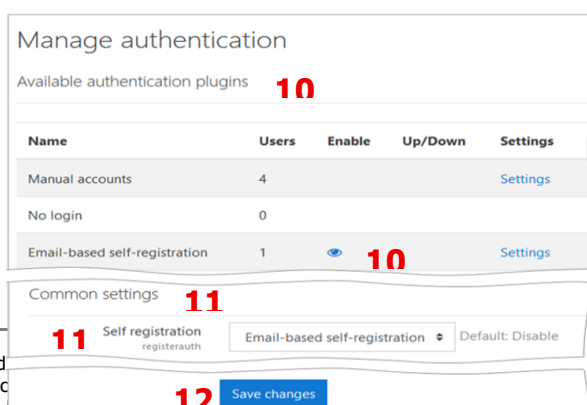 Manage authentication
Available authentication plugins 10
Name Users Enable Up/Down Settings
Manual accounts 4 Settings
No login 0
Email-based self-registration 1 10 Settings
Common settings 11
11 Self registration Email-based self-registration Default: Disable
registerauth
12 Save changes